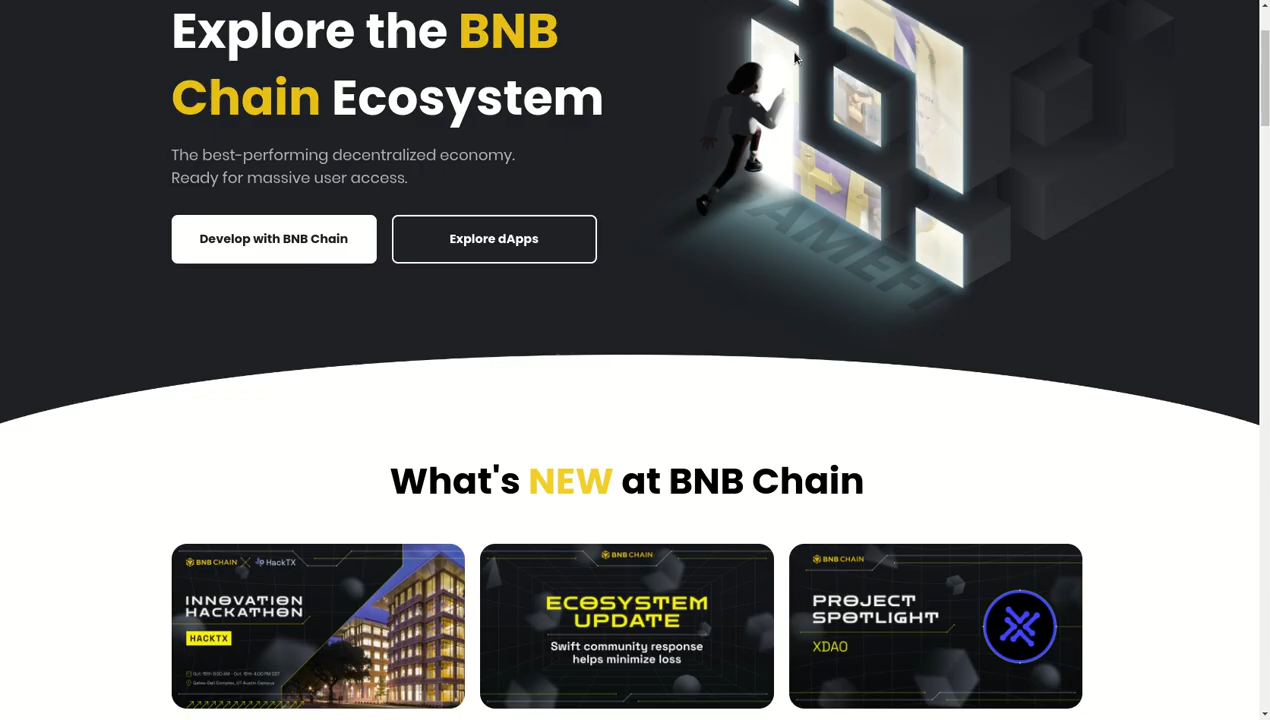 Explore the BNB
Chain Ecosystem
The best-performing decentralized economy.
Ready for massive user access.
Develop with BNB Chain
Explore dApps
What's NEW at BNB Chain
BNB CHAIN
HackTX
INNOVATION
HACKATHON
HACKTX
BNB CHAIN
ECOSYSTEM
UPDATE
Swift community response
helps minimize loss
BNB CHAIN
PROJECT
SPOTLIGHT
XDAO